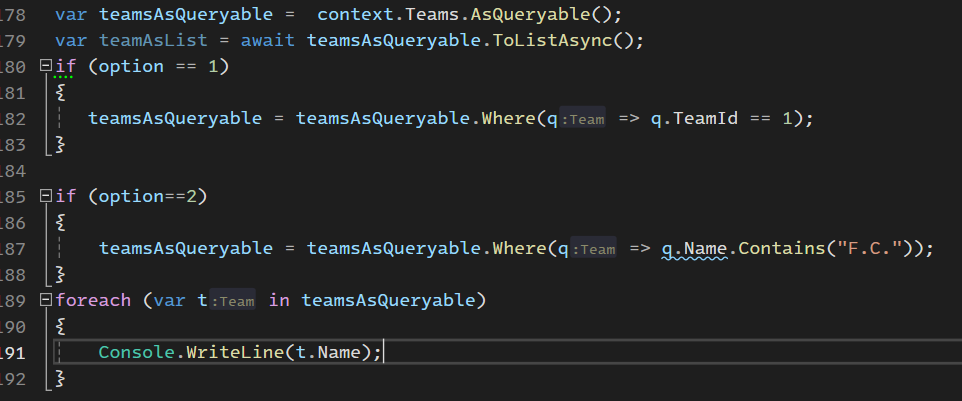 178 var teamsAsQueryable =  context.Teams.AsQueryable();
179 var teamAsList = await teamsAsQueryable.ToListAsync();
180 if (option == 1)
181 {
182 teamsAsQueryable = teamsAsQueryable.Where(q:Team => q.TeamId == 1);
183 }
184
185 if (option==2)
186 {
187 teamsAsQueryable = teamsAsQueryable.Where(q:Team => q.Name.Contains("F.C."));
188 }
189 foreach (var t:Team in teamsAsQueryable)
190 {
191 Console.WriteLine(t.Name);
192 }